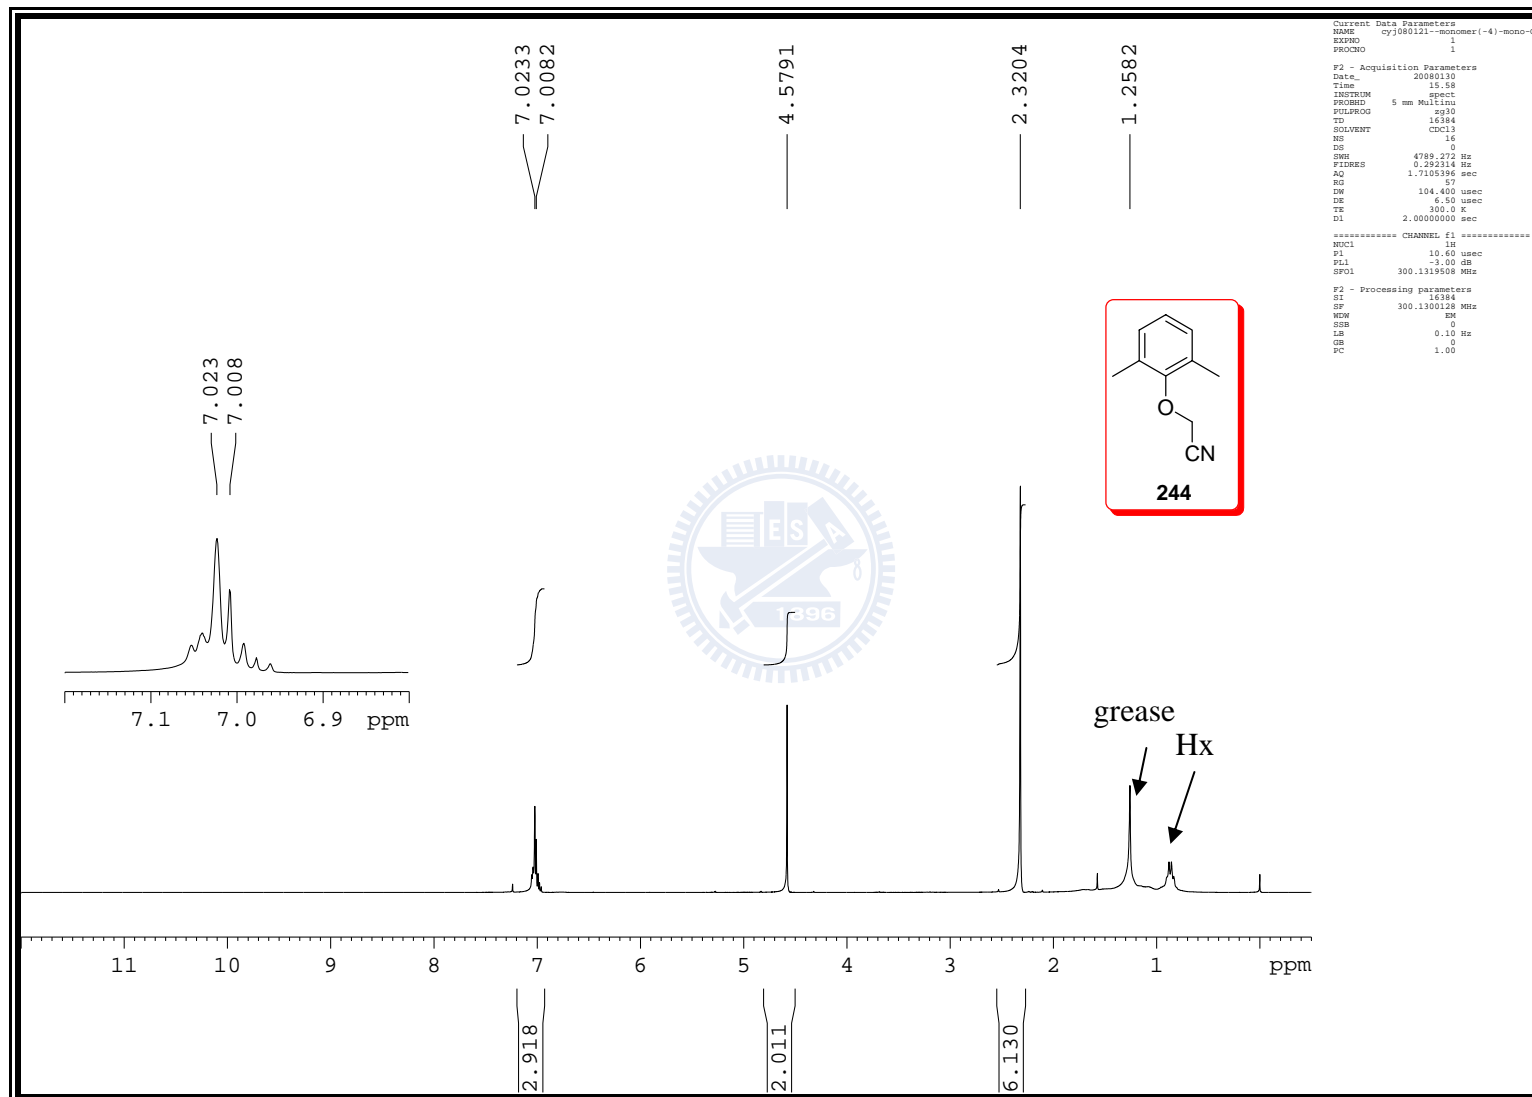 Current Data Parameters
NAME cyj080121--monomer(-4)-mono-
EXPNO 1
PROCNO 1
F2 - Acquisition Parameters
Date_ 20080130
Time 15.58
INSTRUM spect
PROBHD 5 mm Multinu
PULPROG zg30
TD 16384
SOLVENT CDCl3
NS 16
DS 0
SWH 4789.272 Hz
FIDRES 0.292314 Hz
AQ 1.7105396 sec
RG 57
DW 104.400 usec
DE 6.50 usec
TE 300.0 K
D1 2.00000000 sec
============ CHANNEL f1 ============
NUC1 1H
P1 10.60 usec
PL1 -3.00 dB
SFO1 300.1319508 MHz
F2 - Processing parameters
SI 16384
SF 300.1300128 MHz
WDW EM
SSB 0
LB 0.10 Hz
GB 0
PC 1.00
7.0233
7.0082
4.5791
2.3204
1.2582
7.023
7.008
7.1 7.0 6.9 ppm
O
CN
244
ESA
1896
grease
Hx
11 10 9 8 7 6 5 4 3 2 1 ppm
2.918
2.011
6.130